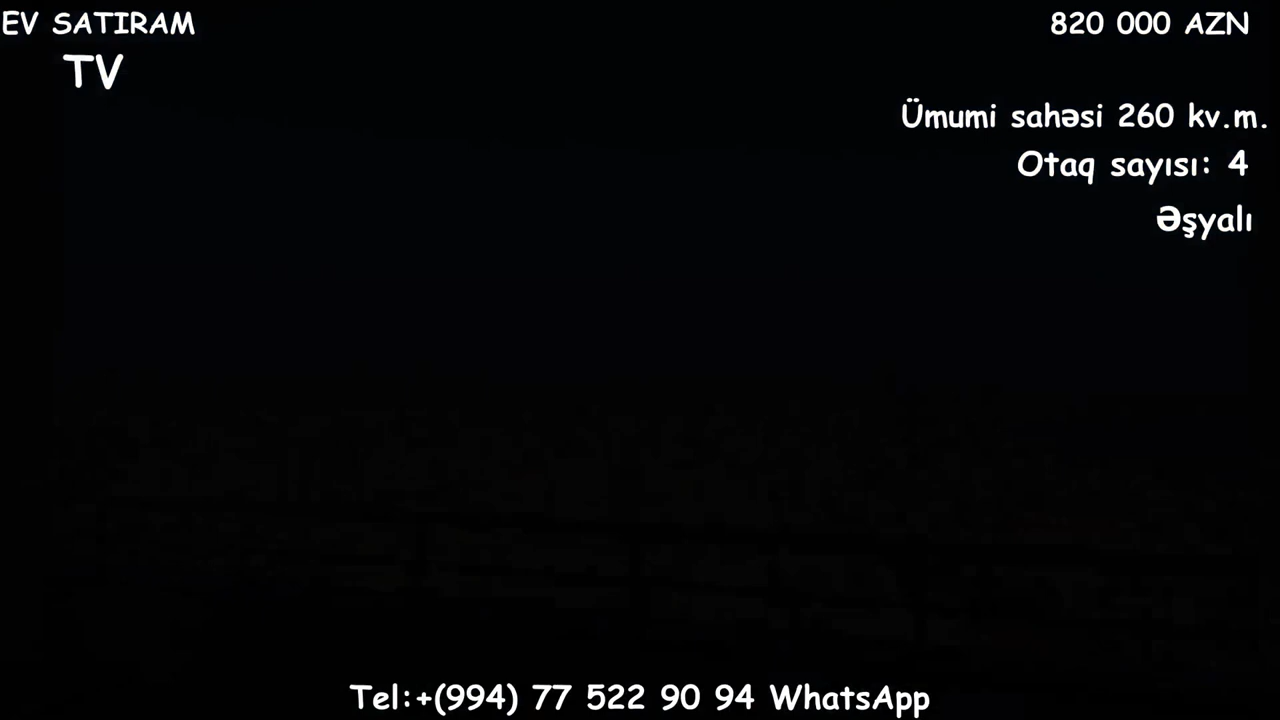 EV SATIRAM
TV
820 000 AZN
Ümumi sahəsi 260 kv.m.
Otaq sayısı: 4
Əşyalı
Tel:+(994) 77 522 90 94 WhatsApp